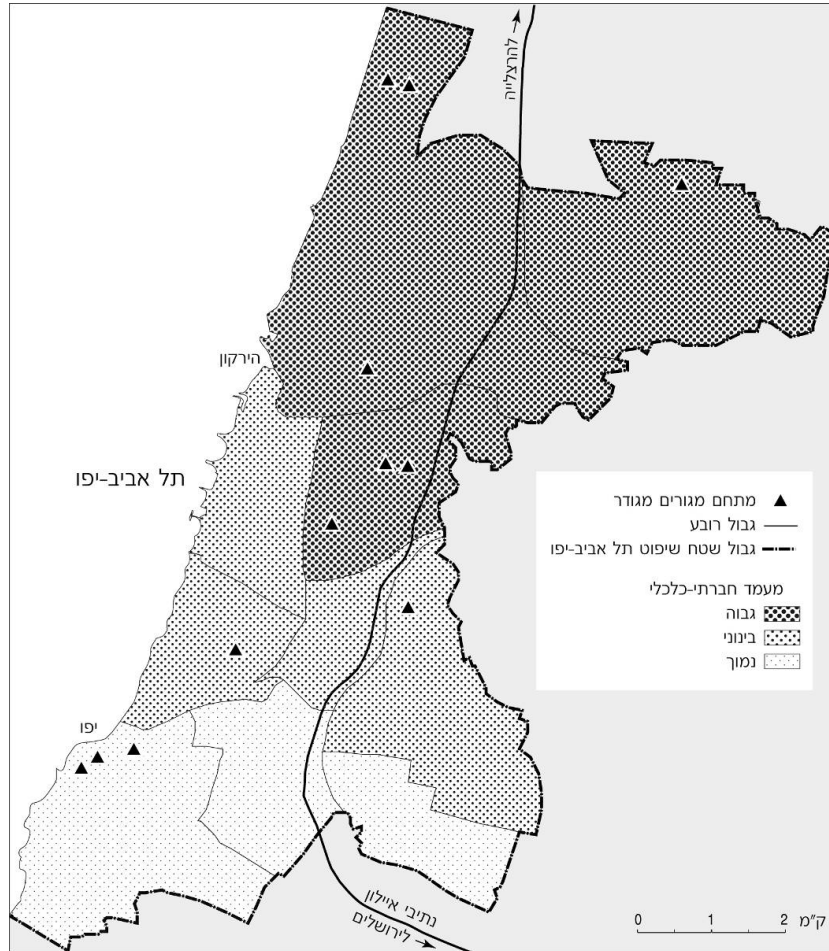 להרצלייה
הירקון
תל אביב-יפו
מתחם מגורים מגודר
גבול רובע
גבול שטח שיפוט תל אביב-יפו
מעמד חברתי-כלכלי
גבוה
בינוני
נמוך
יפו
נתיבי איילון
לירושלים
0 1 2 ק"מ